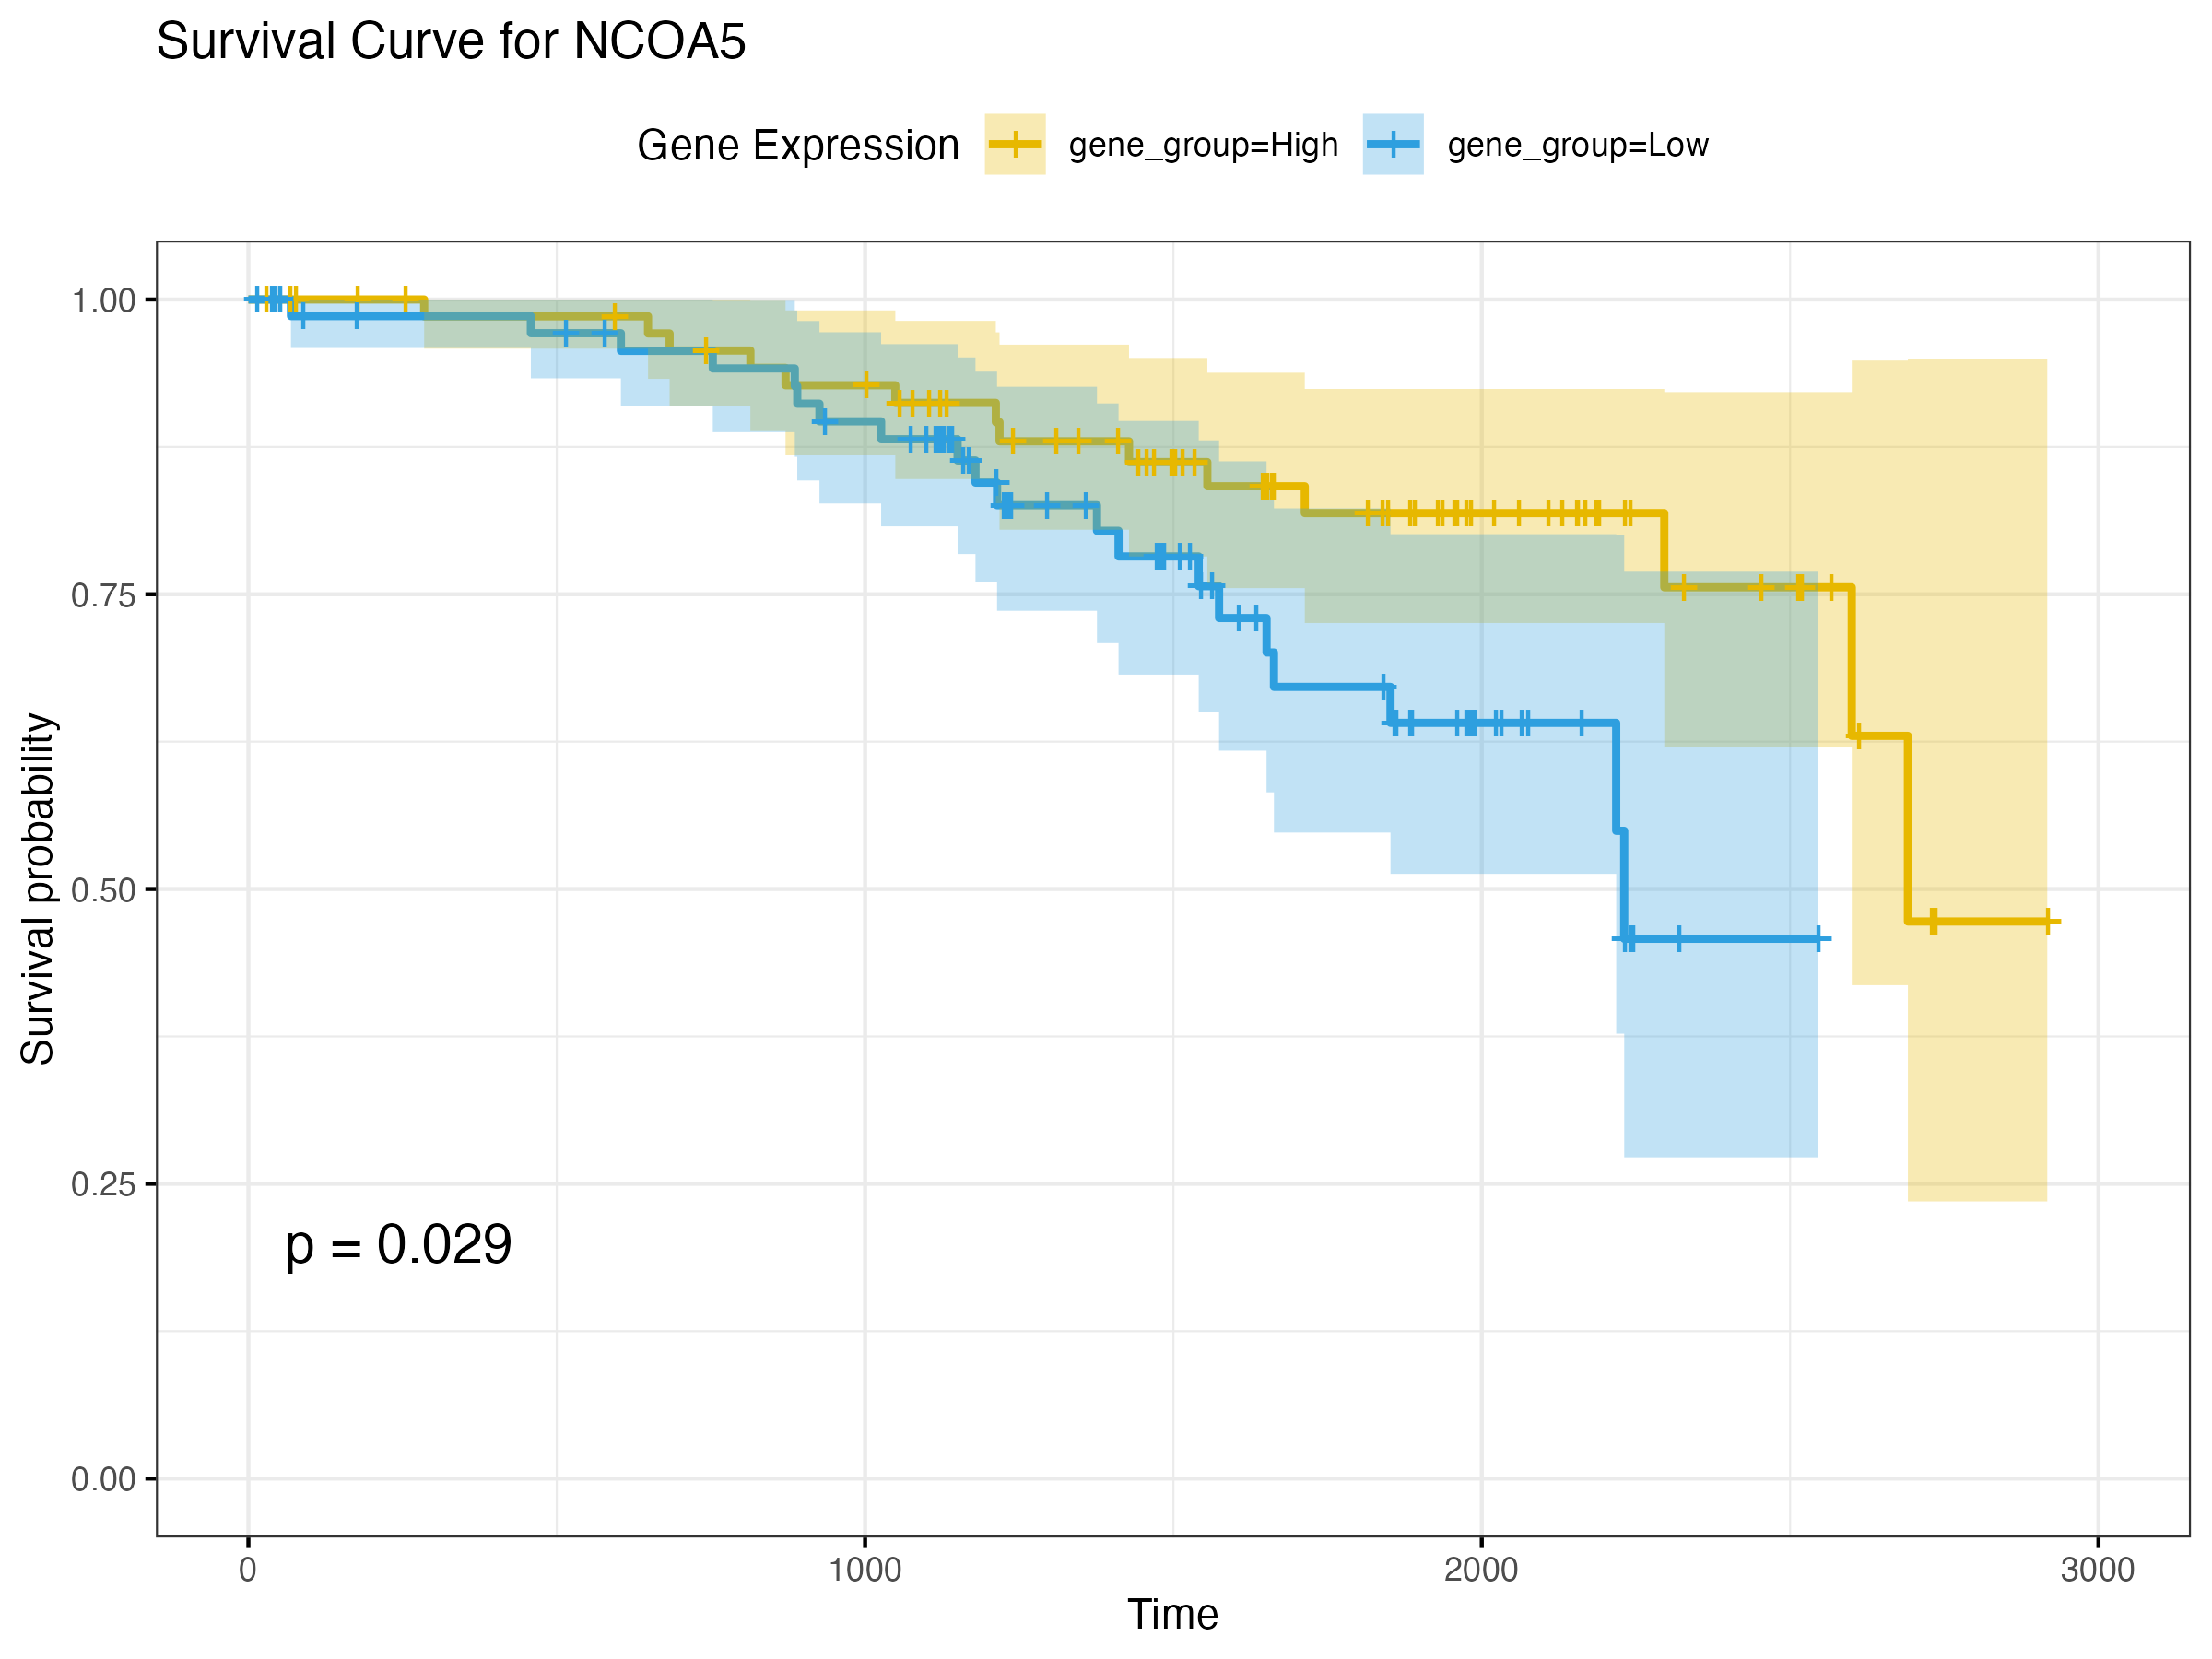 Survival Curve for NCOA5
Gene Expression gene_group=High gene_group=Low
Survival probability
1.00
0.75
0.50
0.25
0.00
p = 0.029
0 1000 2000 3000
Time